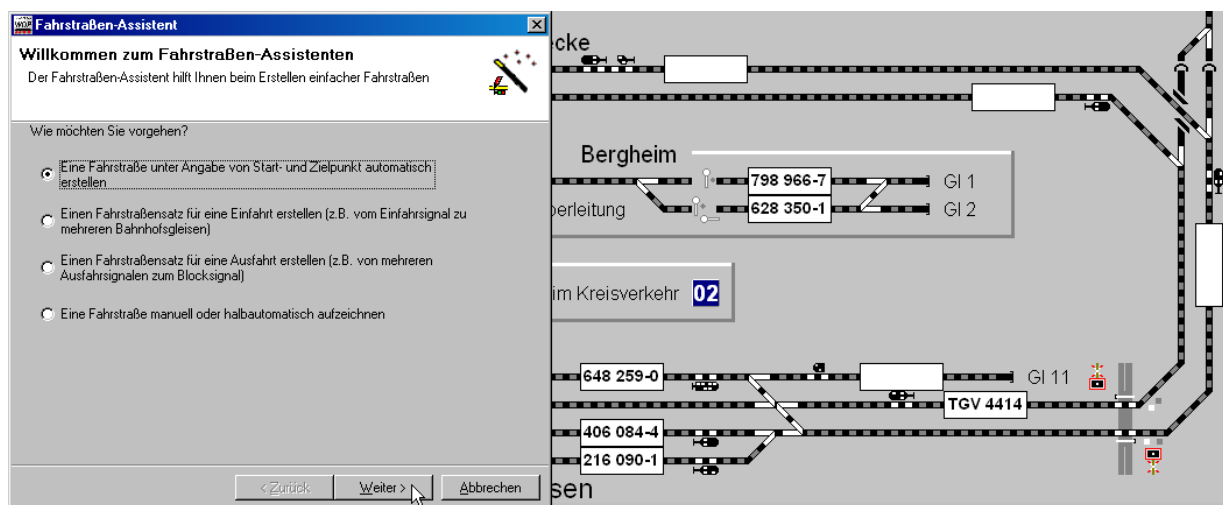 Fahrstraßen-Assistent
Willkommen zum Fahrstraßen-Assistenten
Der Fahrstraßen-Assistent hilft Ihnen beim Erstellen einfacher Fahrstraßen
Wie möchten Sie vorgehen?
Eine Fahrstraße unter Angabe von Start- und Zielpunkt automatisch
erstellen
Einen Fahrstraßensatz für eine Einfahrt erstellen (z.B. vom Einfahrsignal zu
mehreren Bahnhofsgleisen)
Einen Fahrstraßensatz für eine Ausfahrt erstellen (z.B. von mehreren
Ausfahrsignalen zum Blocksignal)
Eine Fahrstraße manuell oder halbautomatisch aufzeichnen
< Zurück
Weiter >
Abbrechen
cke
Bergheim
798 966-7
Gl 1
berleitung
628 350-1
Gl 2
im Kreisverkehr
02
648 259-0
Gl 11
TGV 4414
406 084-4
216 090-1
sen